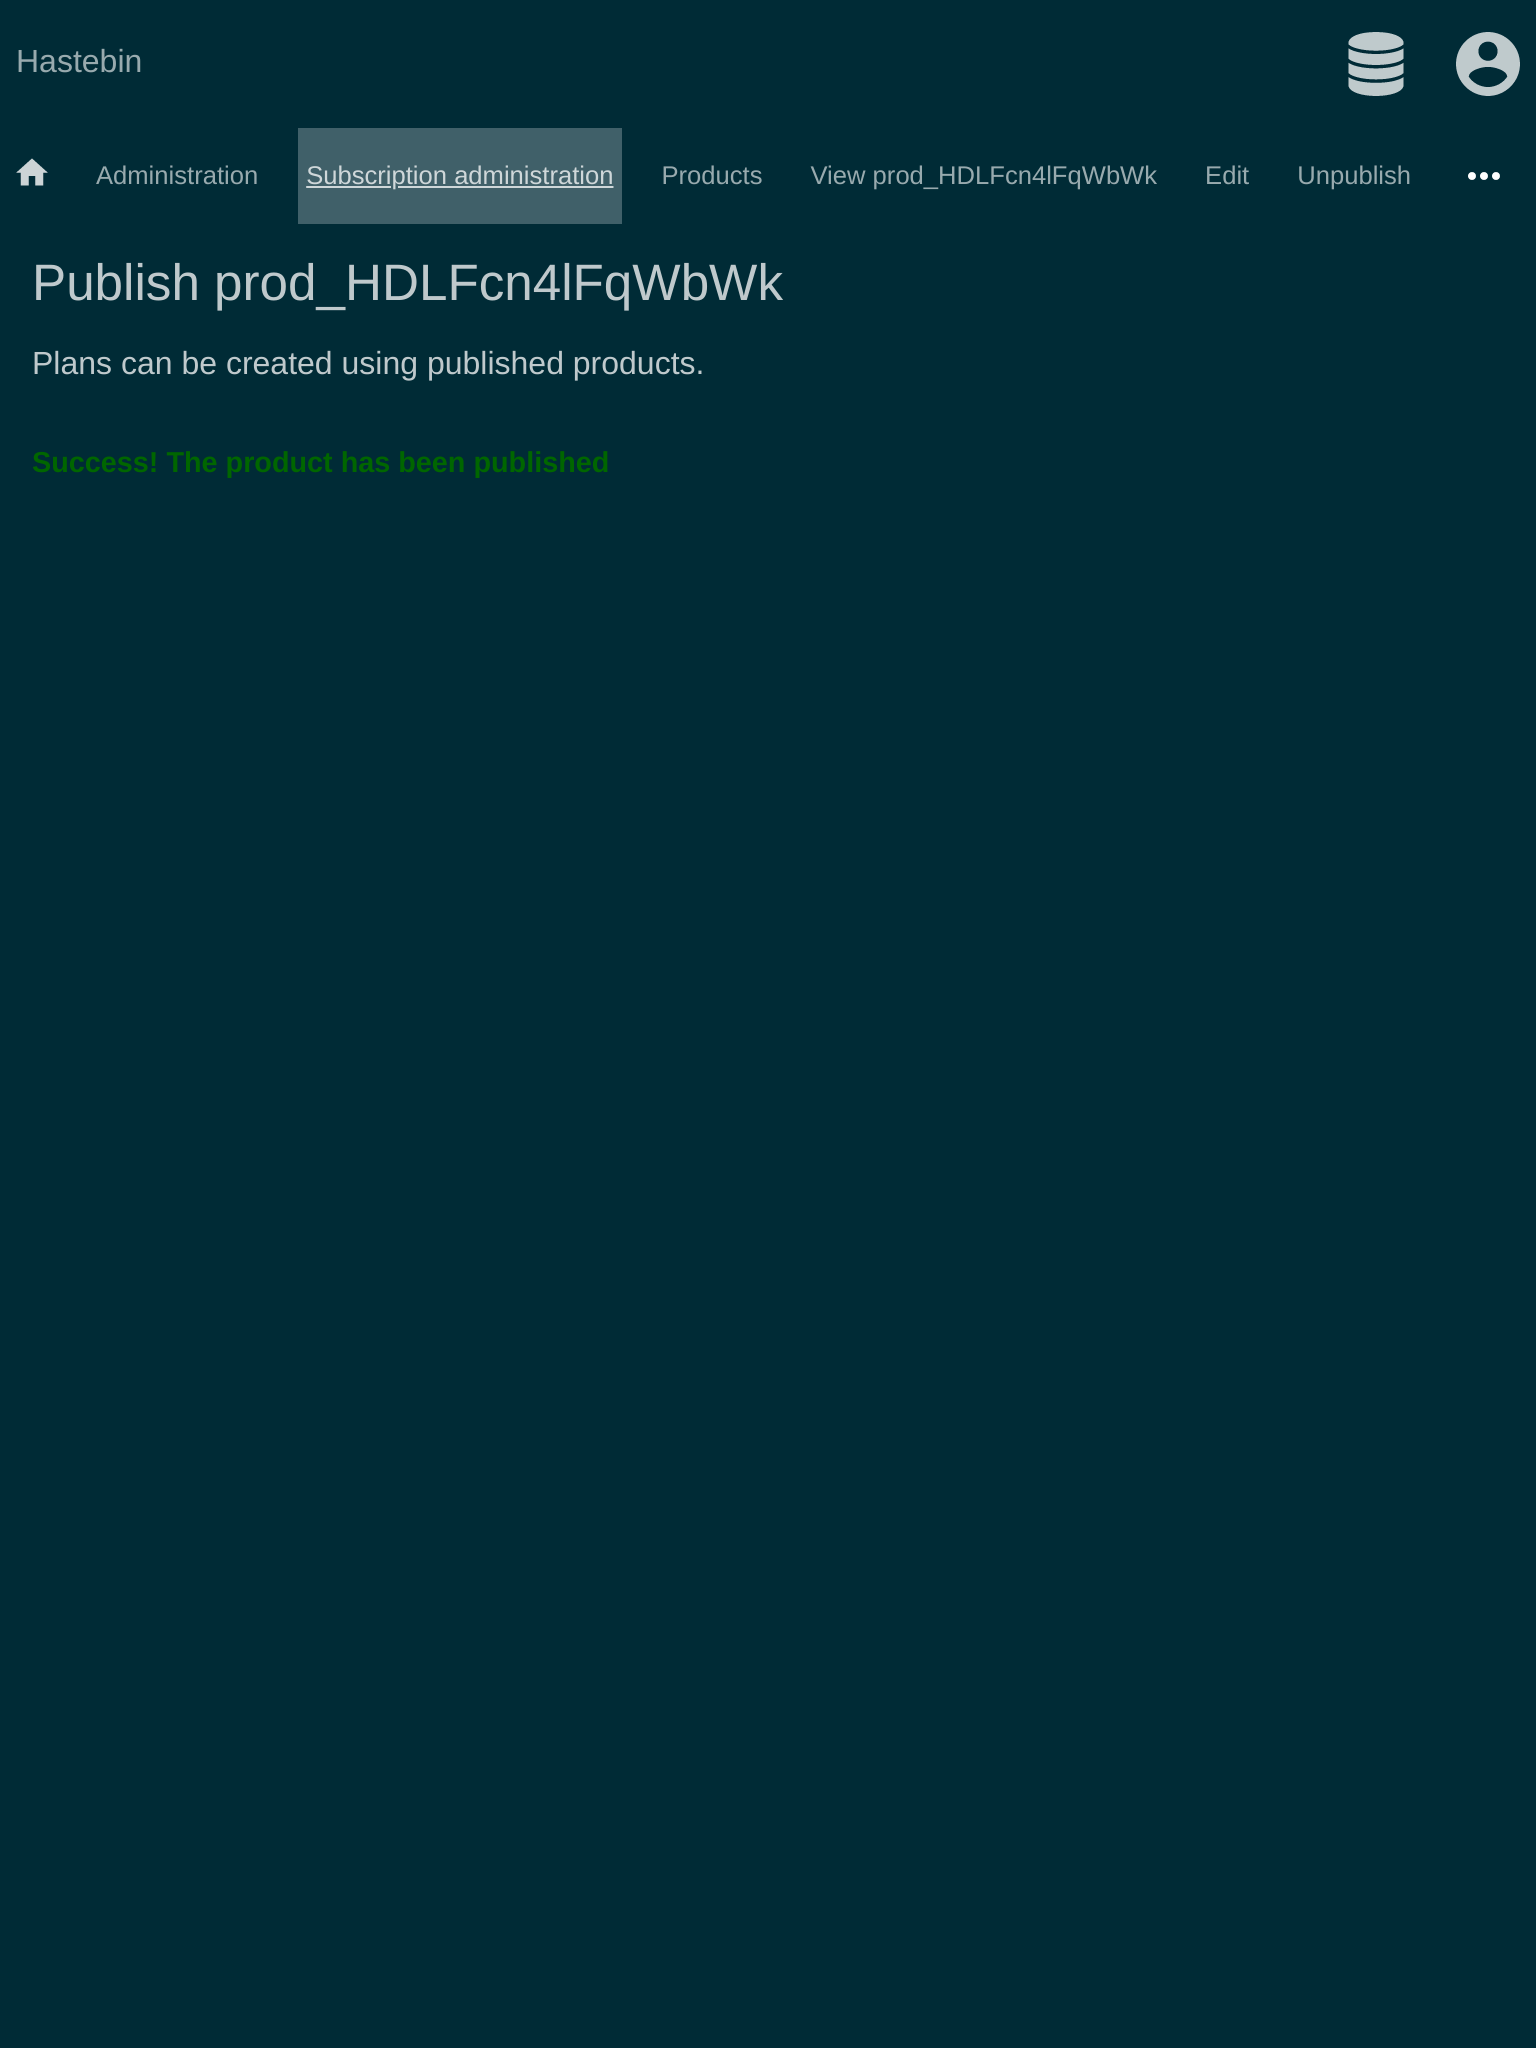 Hastebin
Administration Subscription administration Products View prod_HDLFcn4lFqWbWk Edit Unpublish
Publish prod_HDLFcn4lFqWbWk
Plans can be created using published products.
Success! The product has been published